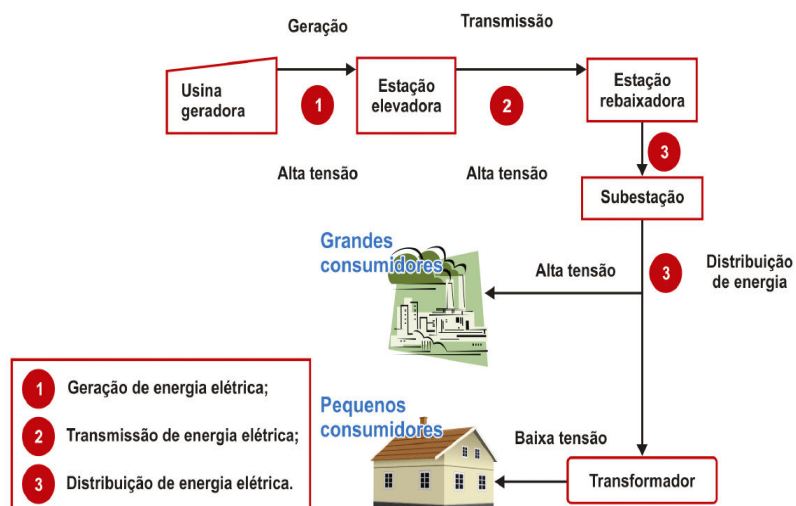 Geração
Transmissão
Usina
geradora
1
Estação
elevadora
2
Estação
rebaixadora
3
Alta tensão
Alta tensão
Subestação
Grandes
consumidores
Alta tensão
3
Distribuição
de energia
1 Geração de energia elétrica;
2 Transmissão de energia elétrica;
3 Distribuição de energia elétrica.
Pequenos
consumidores
Baixa tensão
Transformador